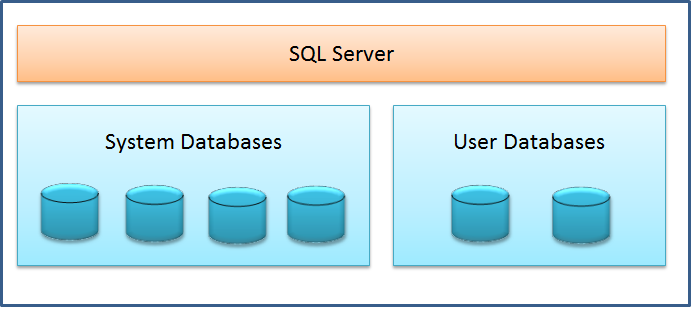 SQL Server
System Databases
User Databases